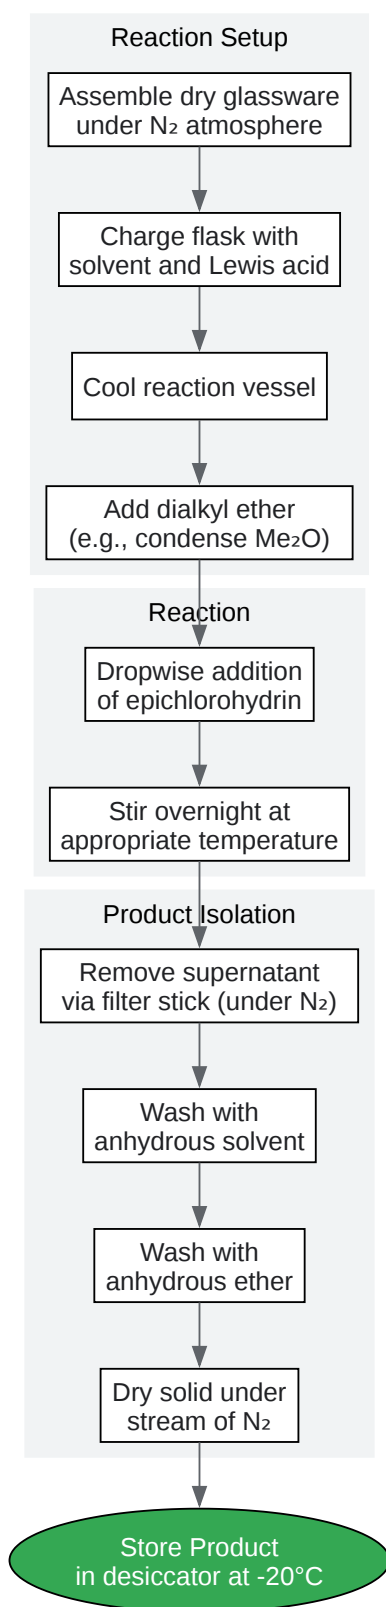 Reaction Setup
Assemble dry glassware
under N₂ atmosphere
Charge flask with
solvent and Lewis acid
Cool reaction vessel
Add dialkyl ether
(e.g., condense Me₂O)
Reaction
Dropwise addition
of epichlorohydrin
Stir overnight at
appropriate temperature
Product Isolation
Remove supernatant
via filter stick (under N₂)
Wash with
anhydrous solvent
Wash with
anhydrous ether
Dry solid under
stream of N₂
Store Product
in desiccator at -20°C